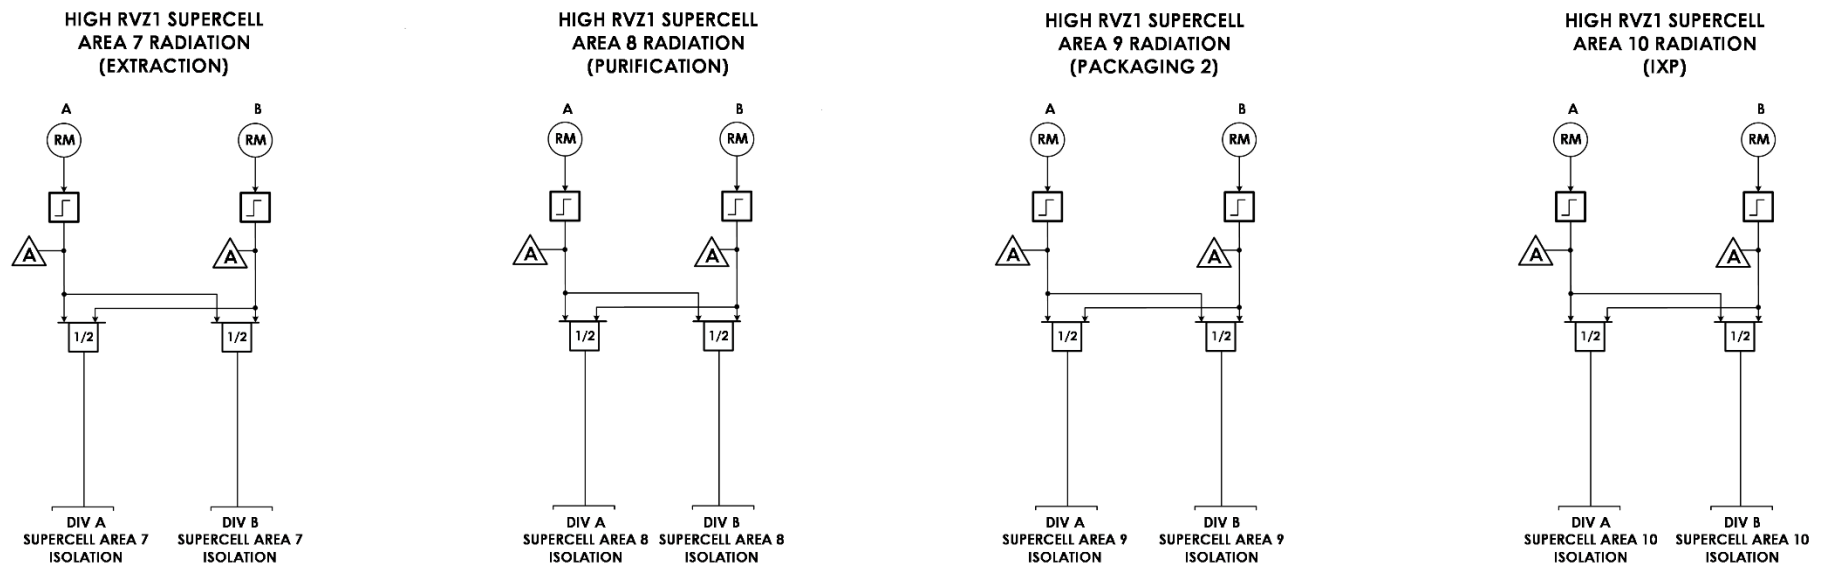 HIGH RVZ1 SUPERCELL
AREA 7 RADIATION
(EXTRACTION)
A
B
RM
RM
A
A
1/2
1/2
DIV A
SUPERCELL AREA 7
ISOLATION
DIV B
SUPERCELL AREA 7
ISOLATION
HIGH RVZ1 SUPERCELL
AREA 8 RADIATION
(PURIFICATION)
A
B
RM
RM
A
A
1/2
1/2
DIV A
SUPERCELL AREA 8
ISOLATION
DIV B
SUPERCELL AREA 8
ISOLATION
HIGH RVZ1 SUPERCELL
AREA 9 RADIATION
(PACKAGING 2)
A
B
RM
RM
A
A
1/2
1/2
DIV A
SUPERCELL AREA 9
ISOLATION
DIV B
SUPERCELL AREA 9
ISOLATION
HIGH RVZ1 SUPERCELL
AREA 10 RADIATION
(IXP)
A
B
RM
RM
A
A
1/2
1/2
DIV A
SUPERCELL AREA 10
ISOLATION
DIV B
SUPERCELL AREA 10
ISOLATION